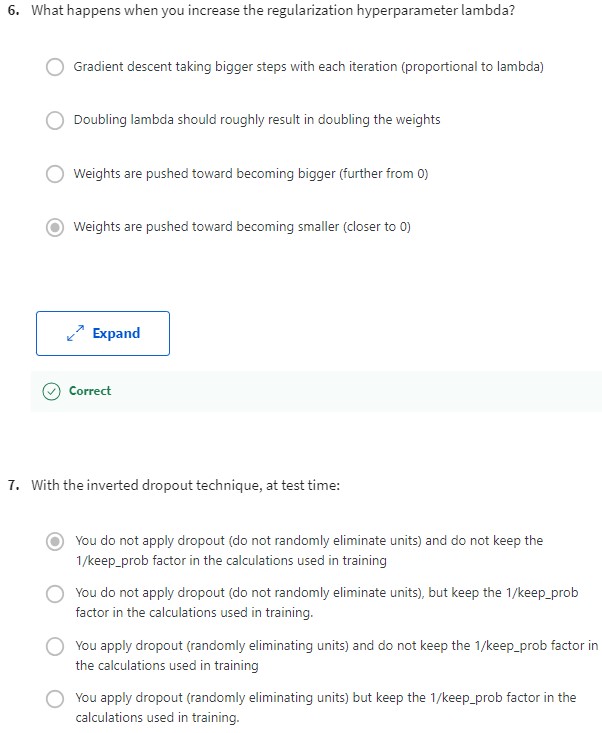 6. What happens when you increase the regularization hyperparameter lambda?
Gradient descent taking bigger steps with each iteration (proportional to lambda)
Doubling lambda should roughly result in doubling the weights
Weights are pushed toward becoming bigger (further from 0)
Weights are pushed toward becoming smaller (closer to 0)
Expand
Correct
7. With the inverted dropout technique, at test time:
You do not apply dropout (do not randomly eliminate units) and do not keep the
1/keep_prob factor in the calculations used in training
You do not apply dropout (do not randomly eliminate units), but keep the 1/keep_prob
factor in the calculations used in training.
You apply dropout (randomly eliminating units) and do not keep the 1/keep_prob factor in
the calculations used in training
You apply dropout (randomly eliminating units) but keep the 1/keep_prob factor in the
calculations used in training.